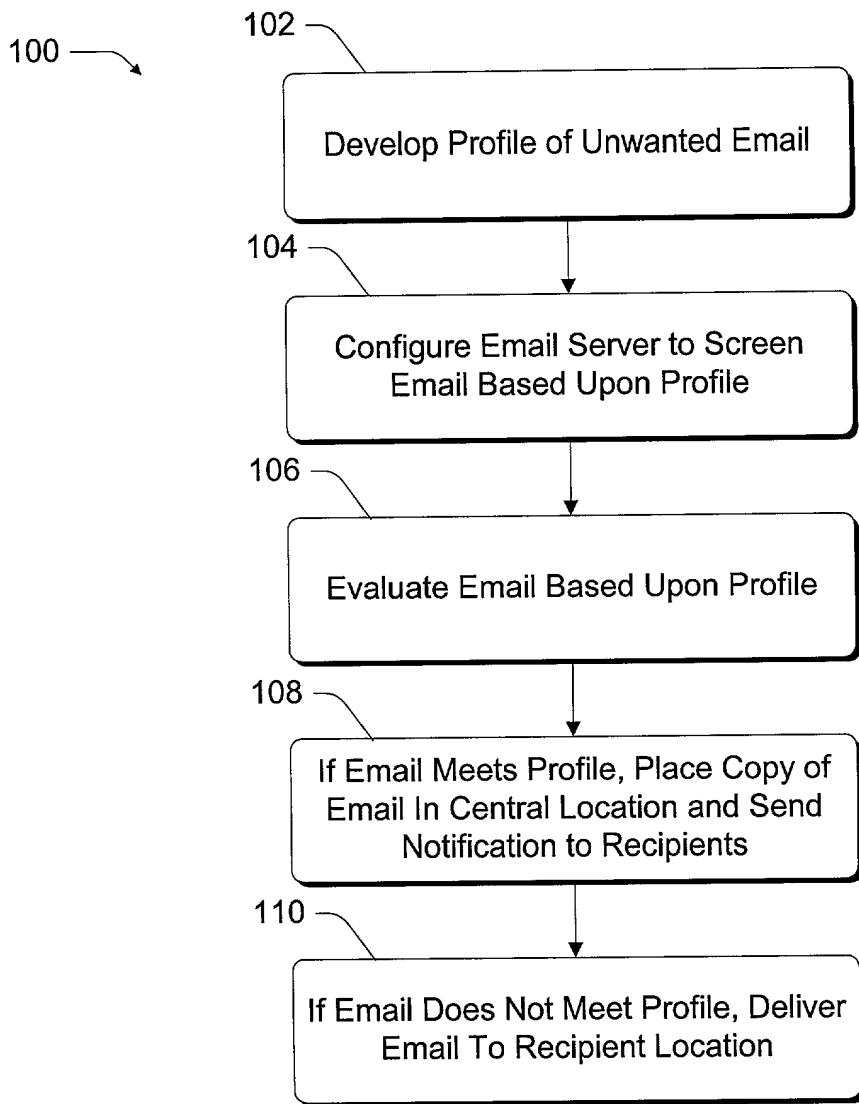 100
102
Develop Profile of Unwanted Email
104
Configure Email Server to Screen
Email Based Upon Profile
106
Evaluate Email Based Upon Profile
108
If Email Meets Profile, Place Copy of
Email In Central Location and Send
Notification to Recipients
110
If Email Does Not Meet Profile, Deliver
Email To Recipient Location